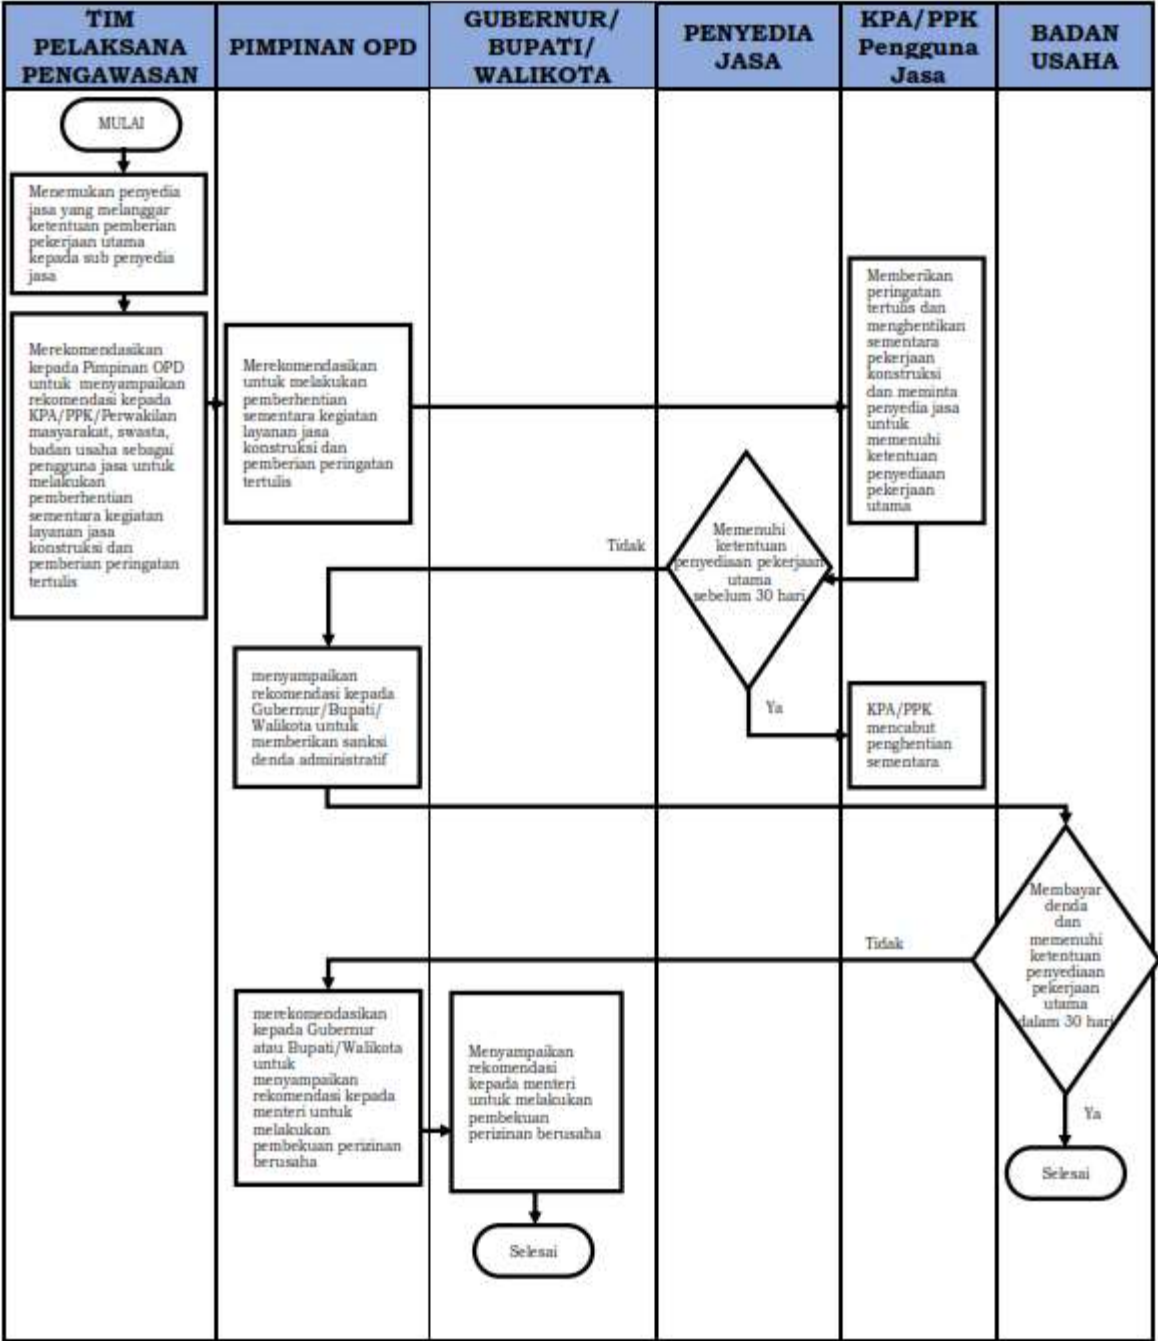 TIM
PELAKSANA
PENGAWASAN
PIMPINAN OPD
GUBERNUR/
BUPATI/
WALIKOTA
PENYEDIA
JASA
KPA/PPK
Pengguna
Jasa
BADAN
USAHA
MULAI
Menemukan penyedia
jasa yang melanggar
ketentuan pemberian
pekerjaan utama
kepada sub penyedia
jasa
Merekomendasikan
kepada Pimpinan OPD
untuk menyampaikan
rekomendasi kepada
KPA/PPK/Perwakilan
masyarakat, swasta,
badan usaha sebagai
pengguna jasa untuk
melakukan
pemberhentian
sementara kegiatan
layanan jasa
konstruksi dan
pemberian peringatan
tertulis
Merekomendasikan
untuk melakukan
pemberhentian
sementara kegiatan
layanan jasa
konstruksi dan
pemberian peringatan
tertulis
Memberikan
peringatan
tertulis dan
menghentikan
sementara
pekerjaan
konstruksi
dan meminta
penyedia jasa
untuk
memenuhi
ketentuan
penyediaan
pekerjaan
utama
Memenuhi
ketentuan
penyediaan pekerjaan
utama
sebelum 30 hari
Tidak
Ya
menyampaikan
rekomendasi kepada
Gubernur/Bupati/
Walikota untuk
memberikan sanksi
denda administratif
KPA/PPK
mencabut
penghentian
sementara
Membayar
denda
dan
memenuhi
ketentuan
penyediaan
pekerjaan
utama
dalam 30 hari
Tidak
Ya
merekomendasikan
kepada Gubernur
atau Bupati/Walikota
untuk
menyampaikan
rekomendasi kepada
menteri untuk
melakukan
pembekuan perizinan
berusaha
Menyampaikan
rekomendasi
kepada menteri
untuk melakukan
pembekuan
perizinan berusaha
Selesai
Selesai